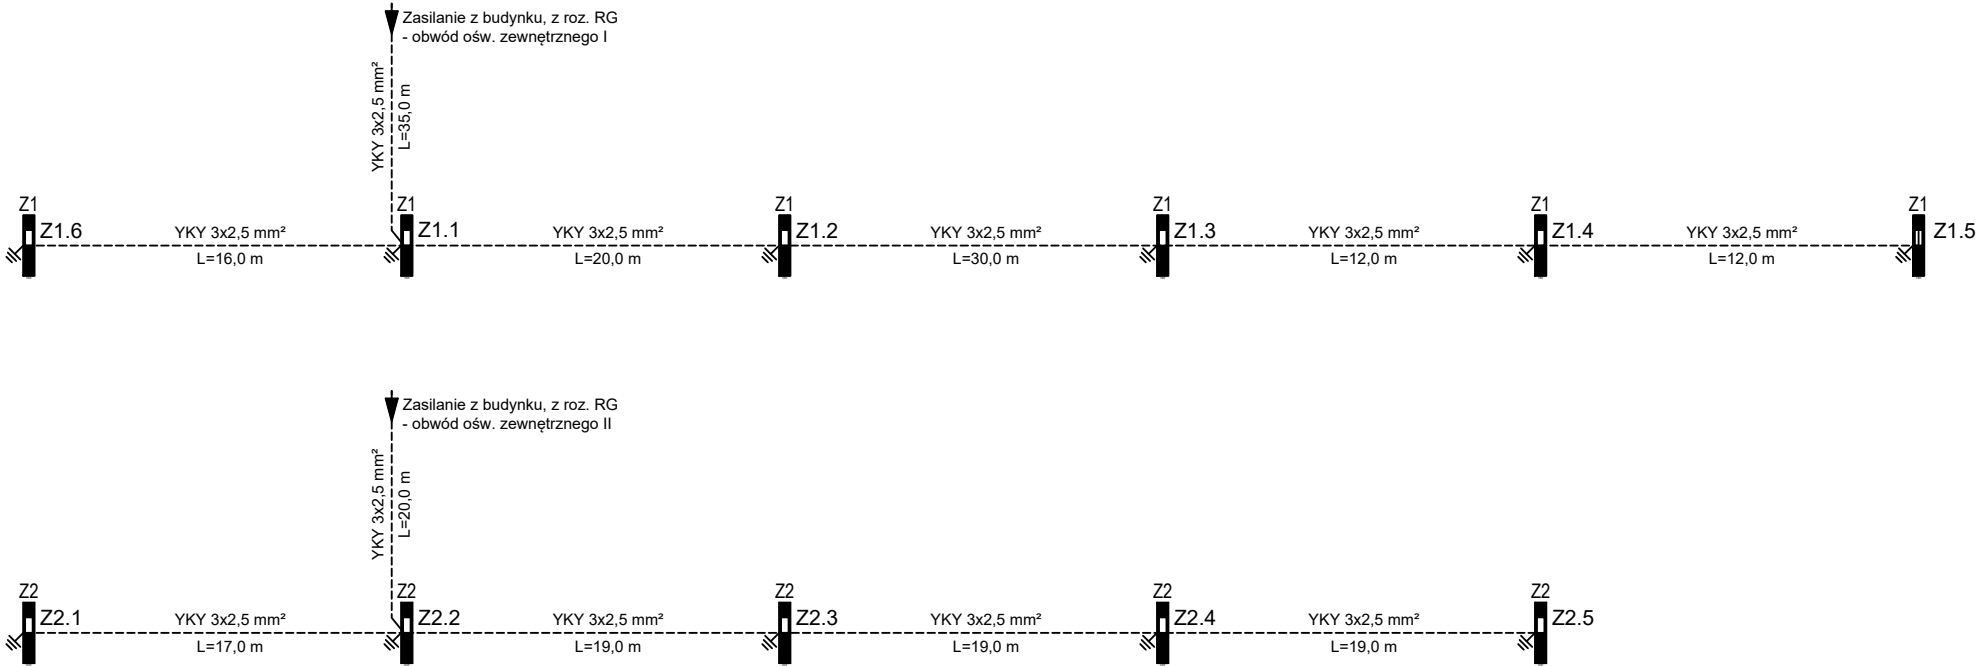 Zasilanie z budynku, z roz. RG
- obwód ośw. zewnętrznego I
YKY 3x2,5 mm²
L=35,0 m
Z1
Z1.6
YKY 3x2,5 mm²
L=16,0 m
Z1
Z1.1
YKY 3x2,5 mm²
L=20,0 m
Z1
Z1.2
YKY 3x2,5 mm²
L=30,0 m
Z1
Z1.3
YKY 3x2,5 mm²
L=12,0 m
Z1
Z1.4
YKY 3x2,5 mm²
L=12,0 m
Z1
Z1.5
Zasilanie z budynku, z roz. RG
- obwód ośw. zewnętrznego II
YKY 3x2,5 mm²
L=20,0 m
Z2
Z2.1
YKY 3x2,5 mm²
L=17,0 m
Z2
Z2.2
YKY 3x2,5 mm²
L=19,0 m
Z2
Z2.3
YKY 3x2,5 mm²
L=19,0 m
Z2
Z2.4
YKY 3x2,5 mm²
L=19,0 m
Z2
Z2.5